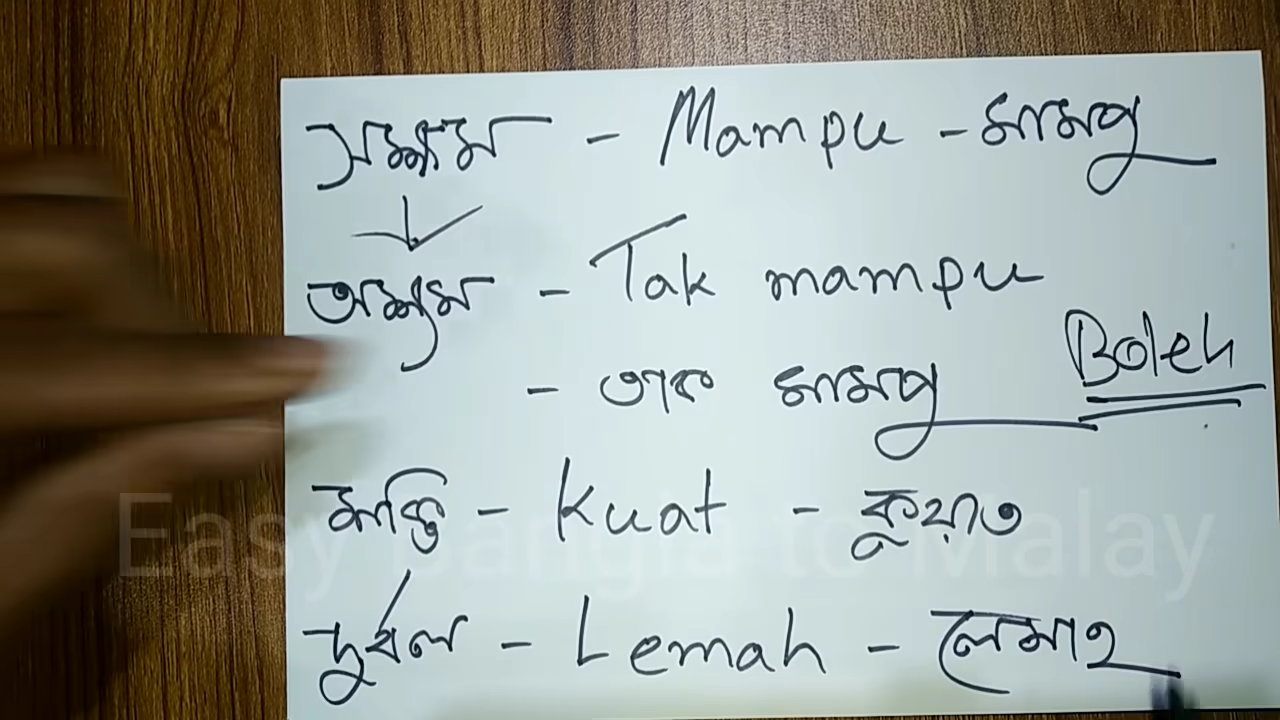 সক্ষম - Mampu - মামপু
অক্ষম - Tak mampu
- তাক মামপু Boleh
শক্তি - Kuat - কুয়াত
দুর্বল - Lemah - লেমাহ
Easy Bangla to Malay